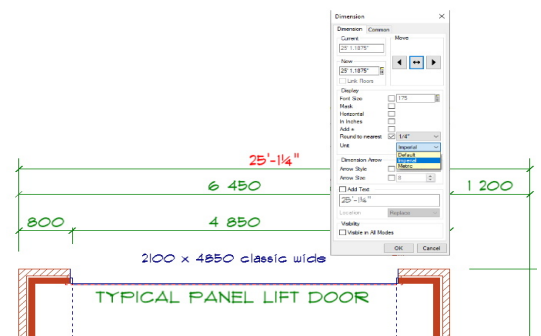 Dimension
Dimension Common
Current
25' 1.1875"
Move
New
25' 1.1875"
Link Floors
Display
Font Size 175
Mask
Horizontal
In Inches
Add ±
Round to nearest 1/4"
Unit Imperial
Default
Imperial
Metric
Dimension Arrow
Arrow Style
Arrow Size 8
Add Text
25'-1¼"
Location Replace
Visibility
Visible in All Modes
OK Cancel
25'-1¼"
6 450 1 200
800 4 850
2100 x 4850 classic wide
TYPICAL PANEL LIFT DOOR